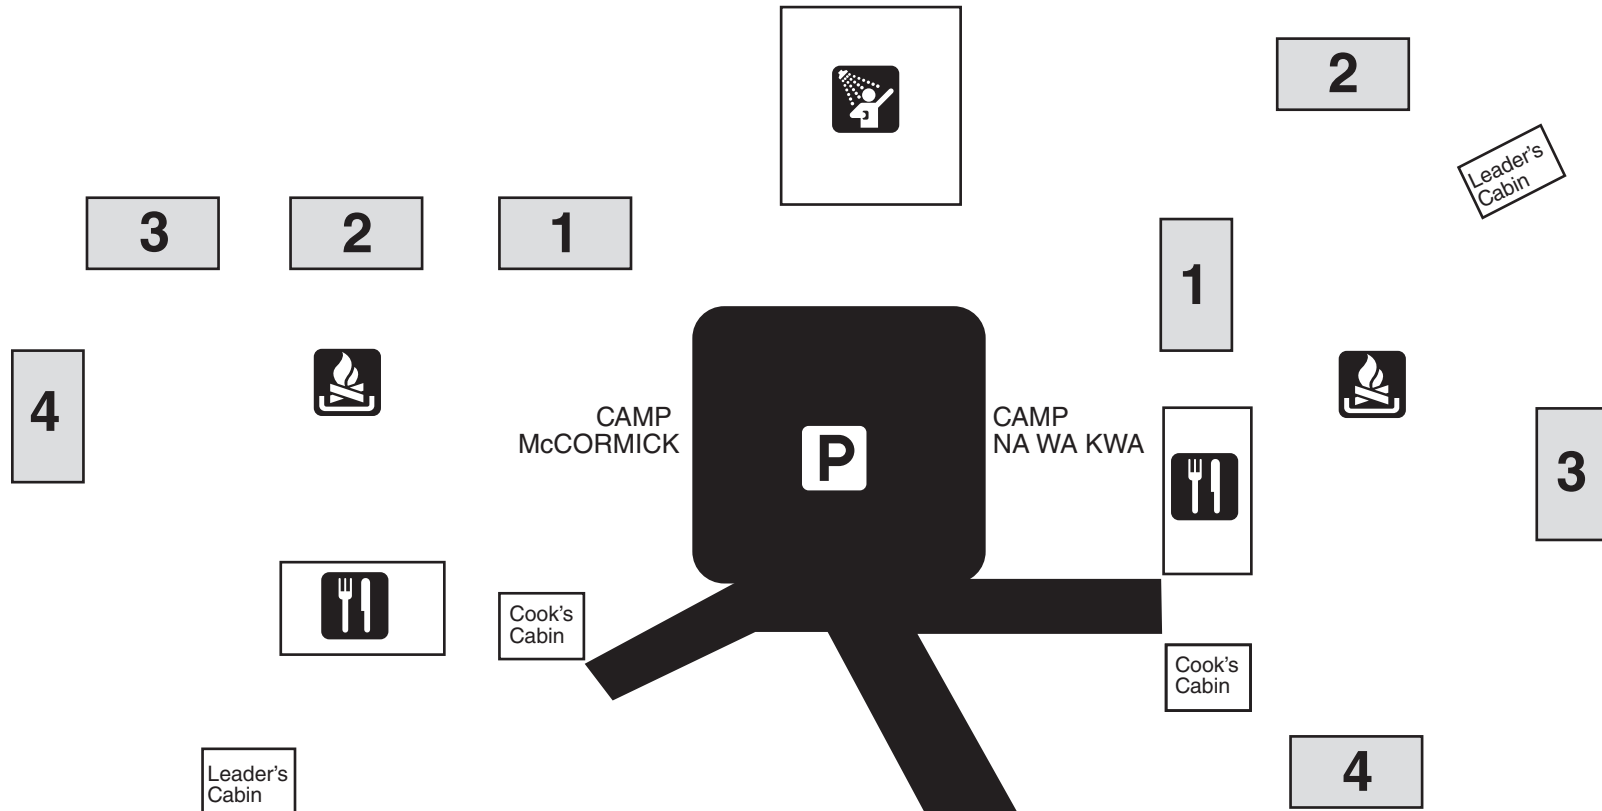 2
Leader's
Cabin
3
2
1
1
4
CAMP
McCORMICK
P
CAMP
NA WA KWA
3
Cook's
Cabin
Cook's
Cabin
Leader's
Cabin
4